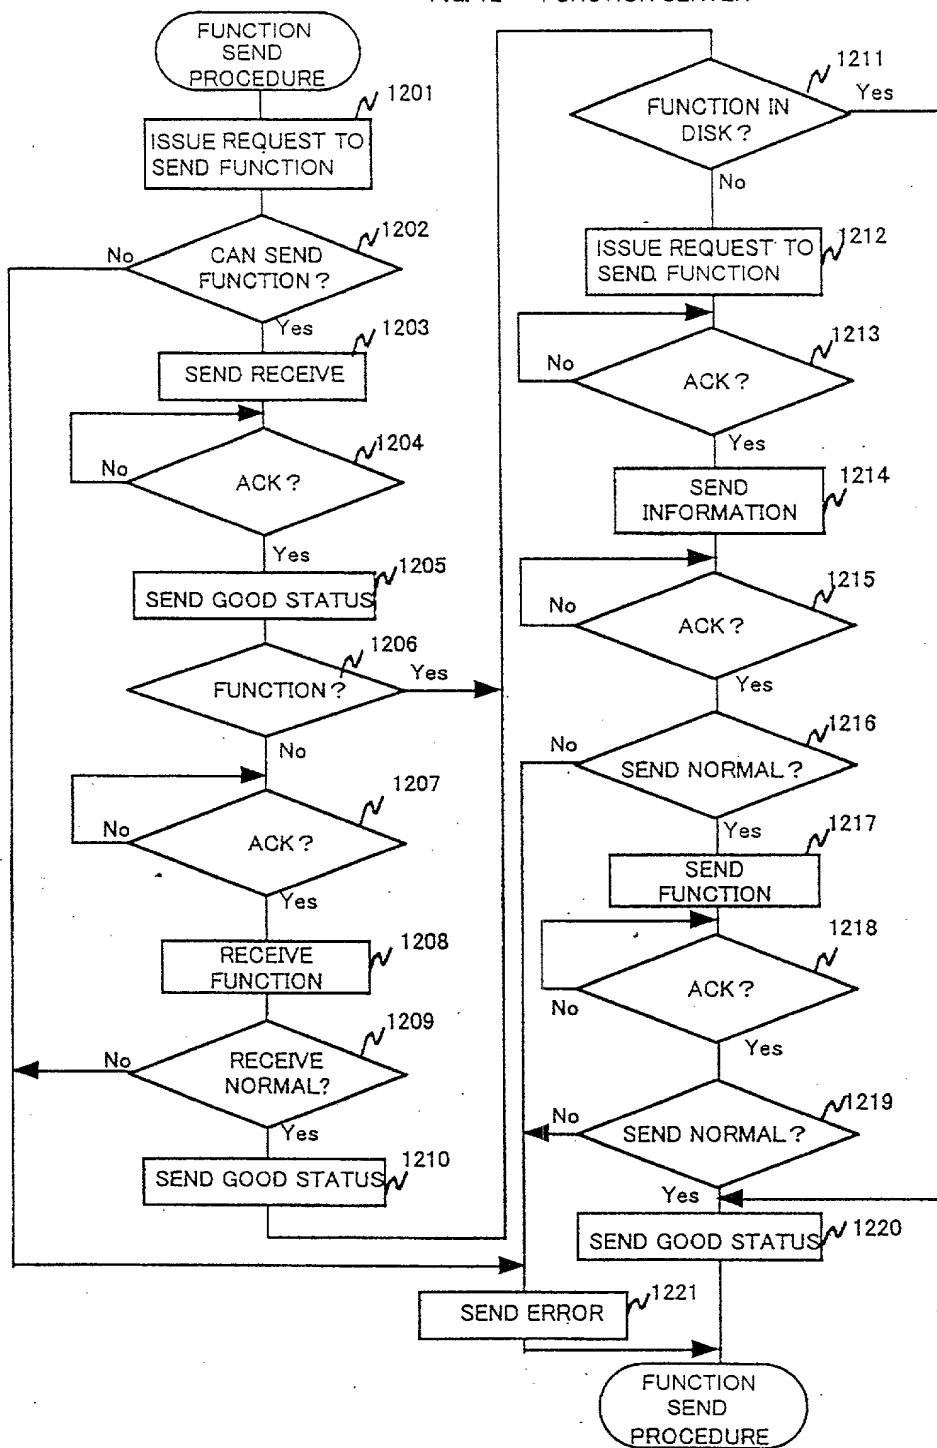 FUNCTION SERVER
FUNCTION
SEND
PROCEDURE
1201
ISSUE REQUEST TO
SEND FUNCTION
1202
CAN SEND
FUNCTION?
No
Yes
1203
SEND RECEIVE
1204
ACK?
No
Yes
1205
SEND GOOD STATUS
1206
FUNCTION?
Yes
No
1207
ACK?
No
Yes
1208
RECEIVE
FUNCTION
1209
RECEIVE
NORMAL?
No
Yes
1210
SEND GOOD STATUS
1211
FUNCTION IN
DISK?
Yes
No
1212
ISSUE REQUEST TO
SEND FUNCTION
1213
ACK?
No
Yes
1214
SEND
INFORMATION
1215
ACK?
No
Yes
1216
SEND NORMAL?
No
Yes
1217
SEND
FUNCTION
1218
ACK?
No
Yes
1219
SEND NORMAL?
No
Yes
1220
SEND GOOD STATUS
1221
SEND ERROR
FUNCTION
SEND
PROCEDURE